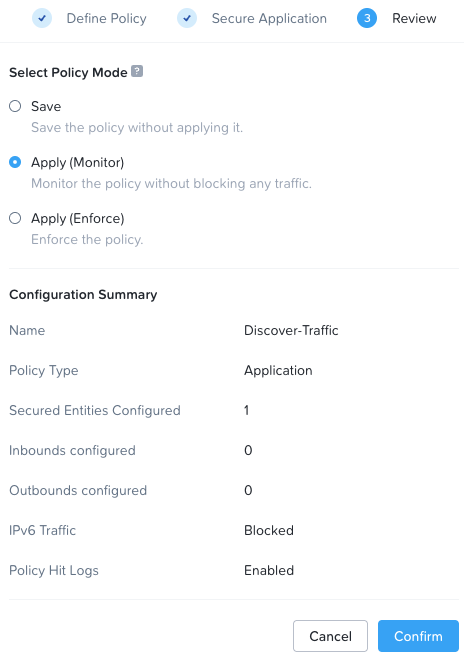 Define Policy Secure Application 3 Review
Select Policy Mode ?
Save
Save the policy without applying it.
Apply (Monitor)
Monitor the policy without blocking any traffic.
Apply (Enforce)
Enforce the policy.
Configuration Summary
Name Discover-Traffic
Policy Type Application
Secured Entities Configured 1
Inbounds configured 0
Outbounds configured 0
IPv6 Traffic Blocked
Policy Hit Logs Enabled
Cancel Confirm